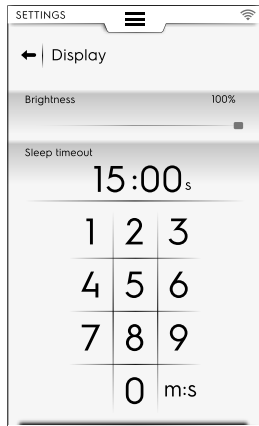 SETTINGS
Display
Brightness 100%
Sleep timeout
15:00s
1 2 3
4 5 6
7 8 9
0 m:s